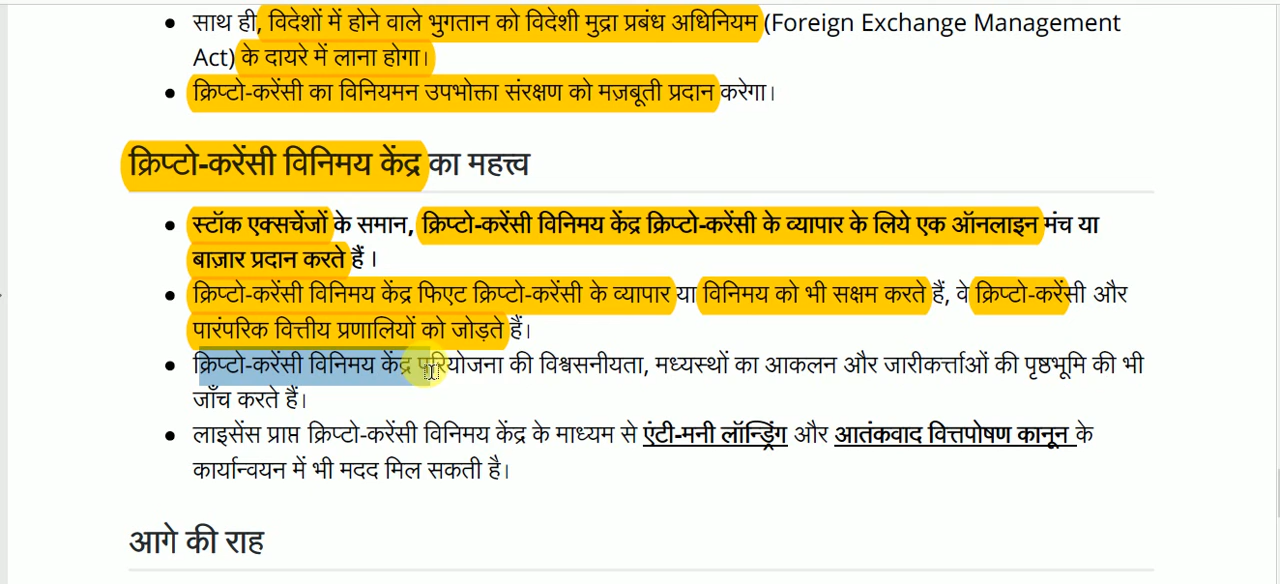 साथ ही, विदेशों में होने वाले भुगतान को विदेशी मुद्रा प्रबंध अधिनियम (Foreign Exchange Management
Act) के दायरे में लाना होगा।
क्रिप्टो-करेंसी का विनियमन उपभोक्ता संरक्षण को मज़बूती प्रदान करेगा।
क्रिप्टो-करेंसी विनिमय केंद्र का महत्त्व
स्टॉक एक्सचेंजों के समान, क्रिप्टो-करेंसी विनिमय केंद्र क्रिप्टो-करेंसी के व्यापार के लिये एक ऑनलाइन मंच या
बाज़ार प्रदान करते हैं ।
क्रिप्टो-करेंसी विनिमय केंद्र फिएट क्रिप्टो-करेंसी के व्यापार या विनिमय को भी सक्षम करते हैं, वे क्रिप्टो-करेंसी और
पारंपरिक वित्तीय प्रणालियों को जोड़ते हैं।
क्रिप्टो-करेंसी विनिमय केंद्र परियोजना की विश्वसनीयता, मध्यस्थों का आकलन और जारीकर्त्ताओं की पृष्ठभूमि की भी
जाँच करते हैं।
लाइसेंस प्राप्त क्रिप्टो-करेंसी विनिमय केंद्र के माध्यम से एंटी-मनी लॉन्ड्रिंग और आतंकवाद वित्तपोषण कानून के
कार्यान्वयन में भी मदद मिल सकती है।
आगे की राह